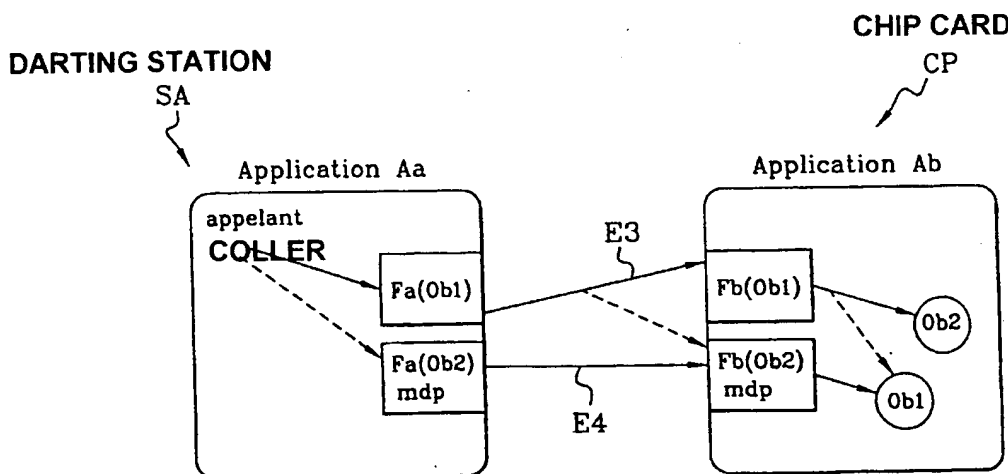 CHIP CARD
CP
DARTING STATION
SA
Application Aa
Application Ab
appelant
COLLER
Fa(Ob1)
Fa(Ob2)
mdp
E3
E4
Fb(Ob1)
Fb(Ob2)
mdp
Ob2
Ob1